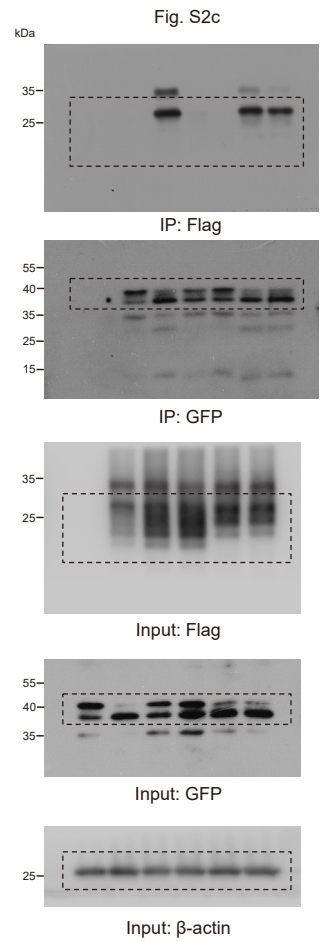 Fig. S2c
kDa
35
25
IP: Flag
55
40
35
25
15
IP: GFP
35
25
Input: Flag
55
40
35
Input: GFP
25
Input: β-actin